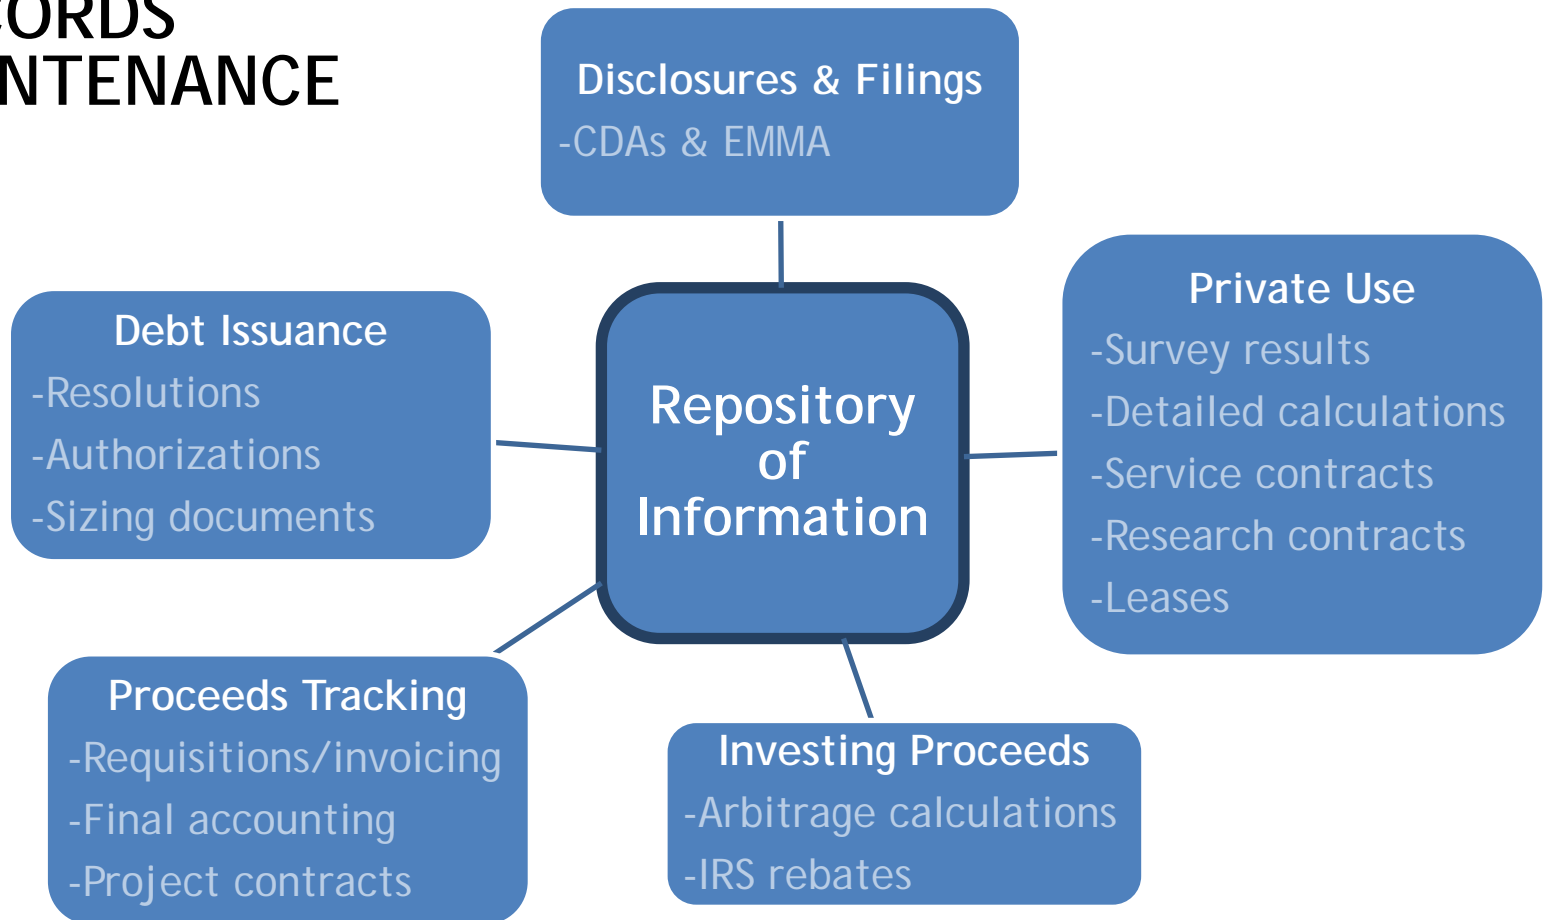 CORDS
NTENANCE
Disclosures & Filings
-CDAs & EMMA
Debt Issuance
-Resolutions
-Authorizations
-Sizing documents
Repository
of
Information
Private Use
-Survey results
-Detailed calculations
-Service contracts
-Research contracts
-Leases
Proceeds Tracking
-Requisitions/invoicing
-Final accounting
-Project contracts
Investing Proceeds
-Arbitrage calculations
-IRS rebates